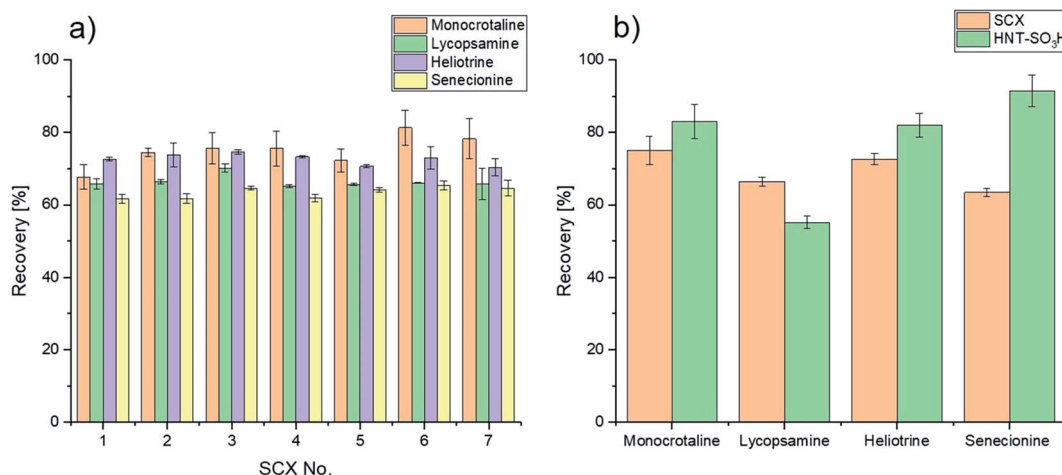 a)
Monocrotaline
Lycopsamine
Heliotrine
Senecionine
100
80
60
40
20
0
Recovery [%]
1 2 3 4 5 6 7
SCX No.
b)
SCX
HNT-SO₃H
100
80
60
40
20
0
Recovery [%]
Monocrotaline Lycopsamine Heliotrine Senecionine